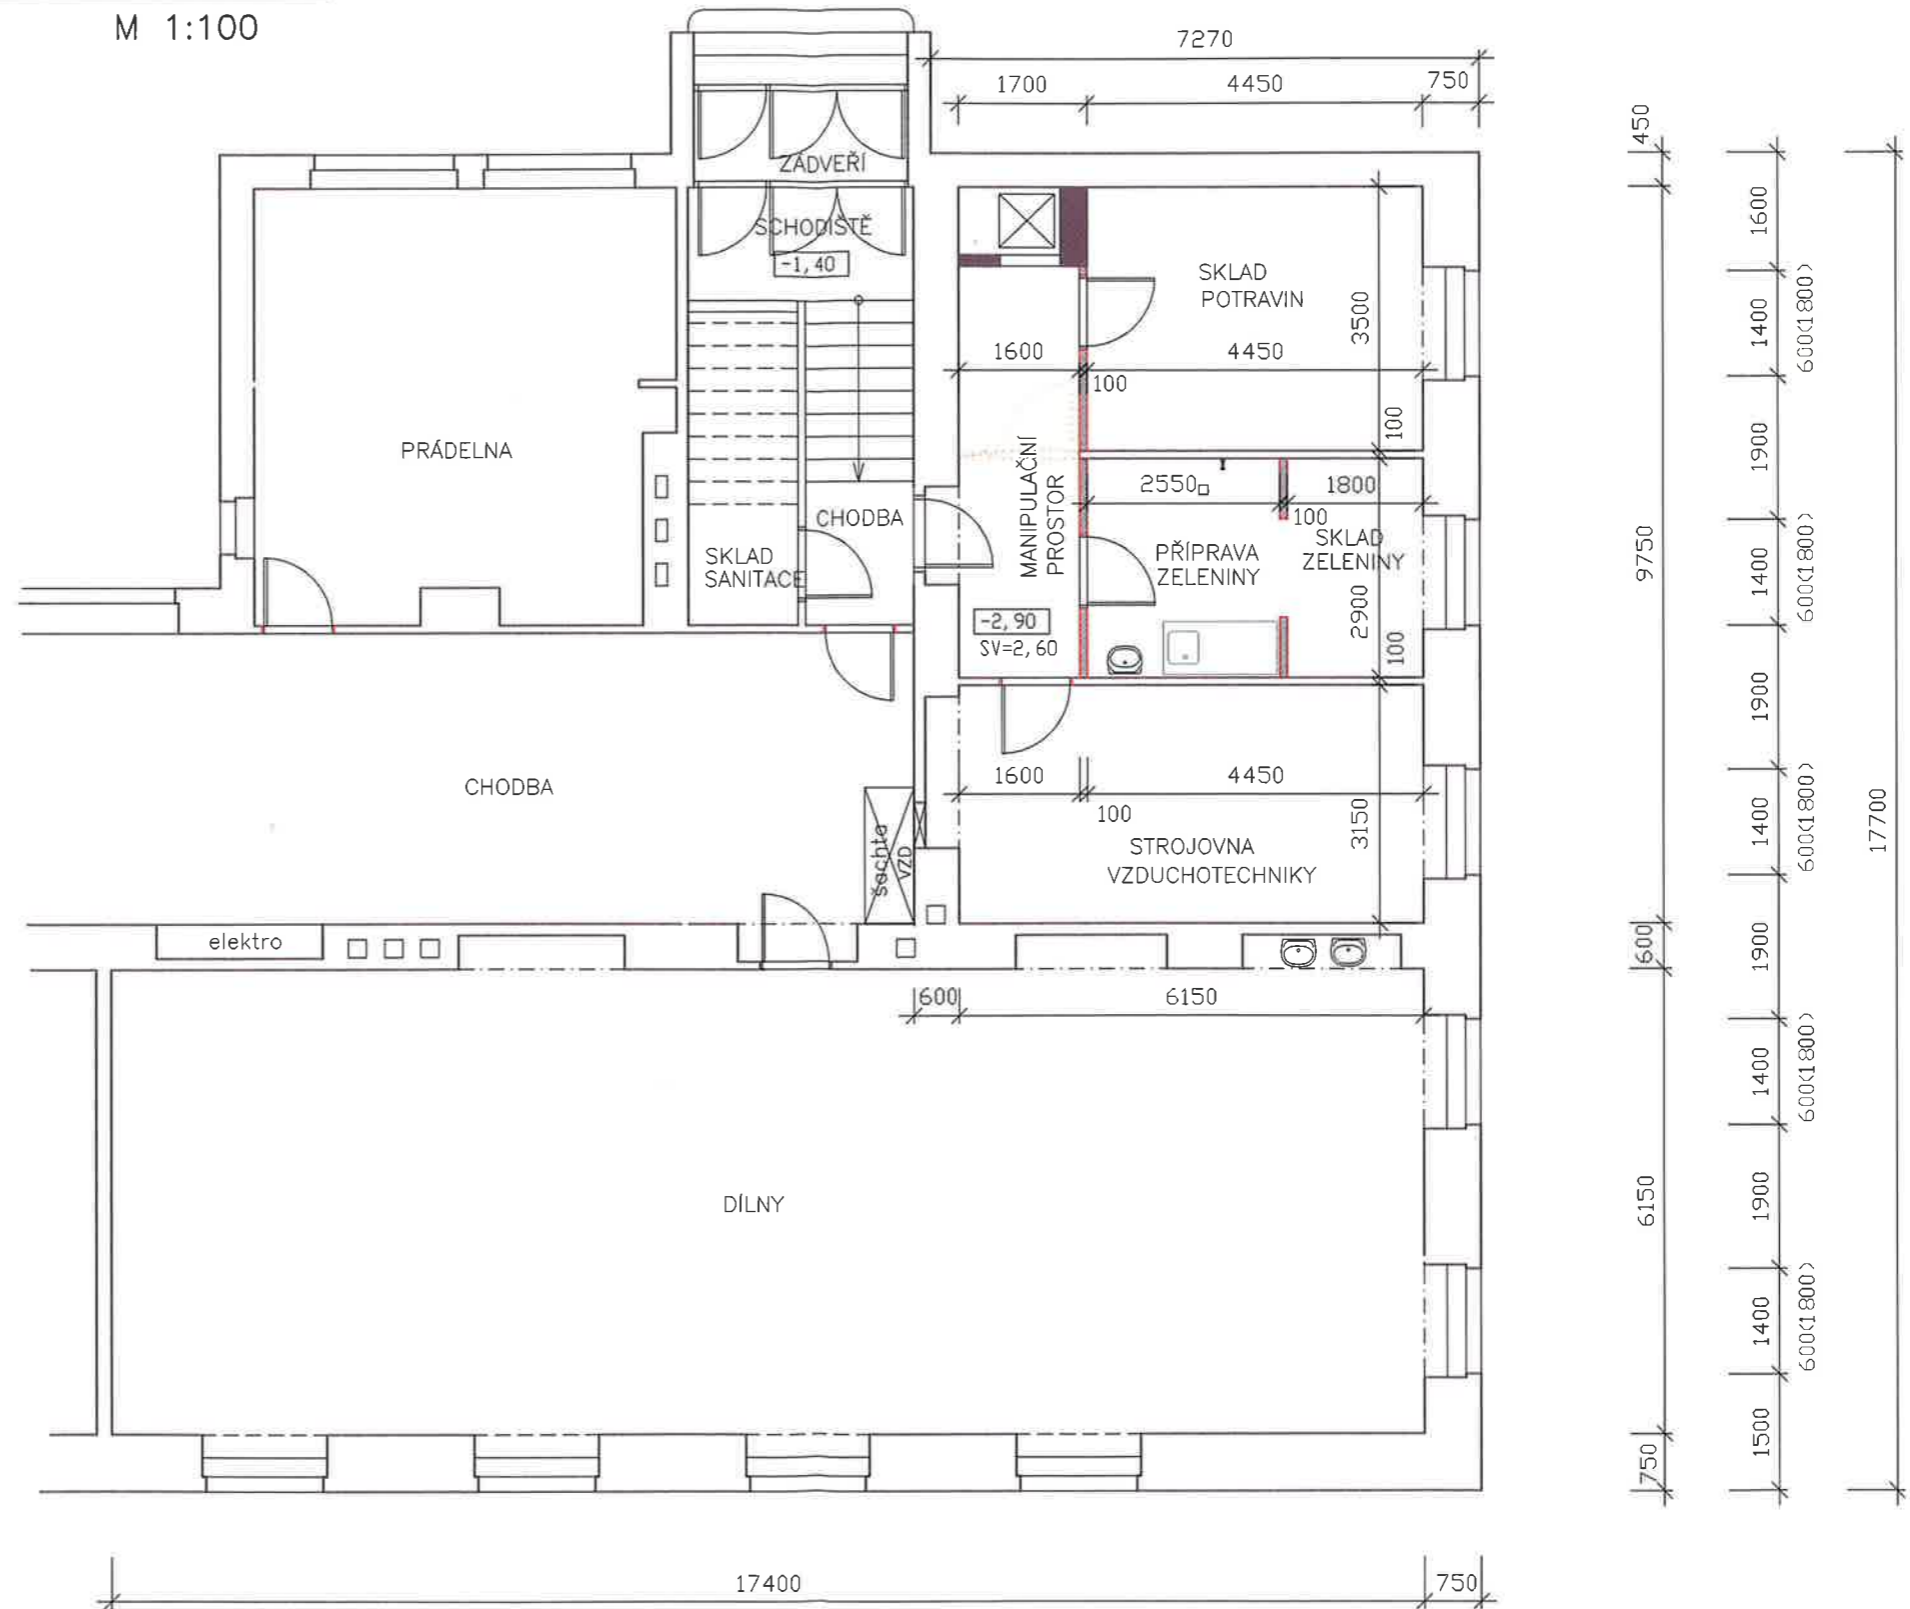 M 1:100
7270
1700
4450
750
450
ZÁDVEŘÍ
SCHODIŠTĚ
-1,40
SKLAD
POTRAVIN
3500
1600
4450
100
100
PRÁDELNA
MANIPULAČNÍ
PROSTOR
2550
1800
100
CHODBA
SKLAD
SANITACE
PŘÍPRAVA
ZELENINY
SKLAD
ZELENINY
2900
100
-2,90
SV=2,60
CHODBA
1600
4450
100
3150
STROJOVNA
VZDUCHOTECHNIKY
šachta
VZD
elektro
600
6150
DÍLNY
9750
600
6150
750
1600
1400
600(1800)
1900
1400
600(1800)
1900
1400
600(1800)
1900
1400
600(1800)
1900
1400
600(1800)
1500
17700
17400
750